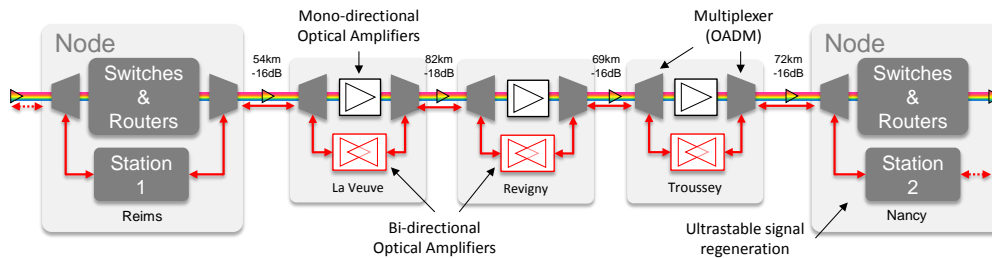 Mono-directional
Optical Amplifiers
Multiplexer
(OADM)
Node
Node
54km
-16dB
82km
-18dB
69km
-16dB
72km
-16dB
Switches
&
Routers
Switches
&
Routers
Station
1
Station
2
Reims
La Veuve
Revigny
Troussey
Nancy
Bi-directional
Optical Amplifiers
Ultrastable signal
regeneration